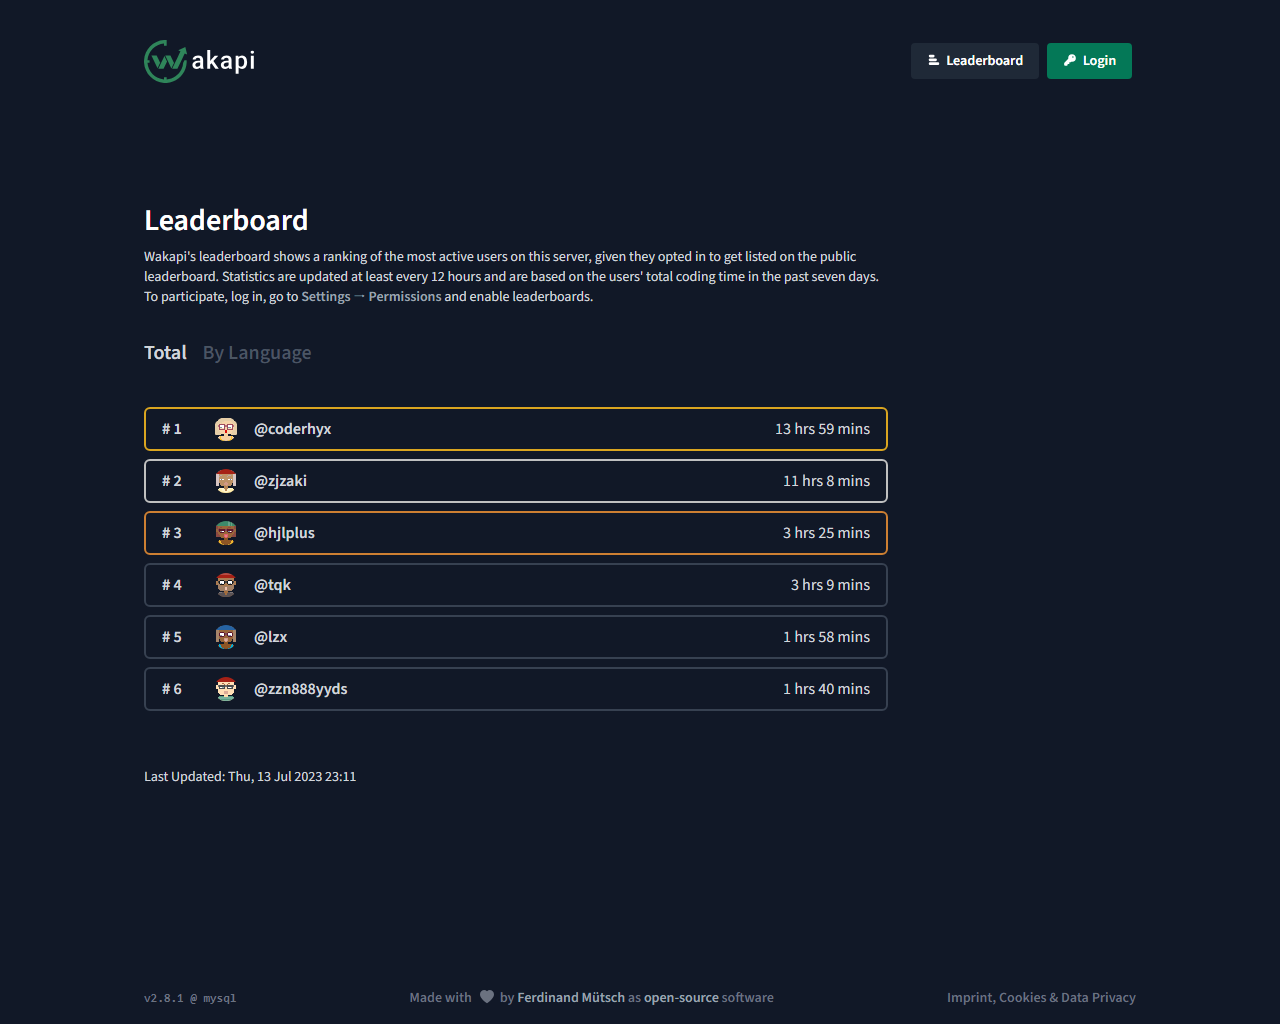 wakapi
Leaderboard
Login
Leaderboard
Wakapi's leaderboard shows a ranking of the most active users on this server, given they opted in to get listed on the public
leaderboard. Statistics are updated at least every 12 hours and are based on the users' total coding time in the past seven days.
To participate, log in, go to Settings → Permissions and enable leaderboards.
Total By Language
# 1 @coderhyx 13 hrs 59 mins
# 2 @zjzaki 11 hrs 8 mins
# 3 @hjlplus 3 hrs 25 mins
# 4 @tqk 3 hrs 9 mins
# 5 @lzx 1 hrs 58 mins
# 6 @zzn888yyds 1 hrs 40 mins
Last Updated: Thu, 13 Jul 2023 23:11
v2.8.1 @ mysql
Made with ♥ by Ferdinand Mütsch as open-source software
Imprint, Cookies & Data Privacy